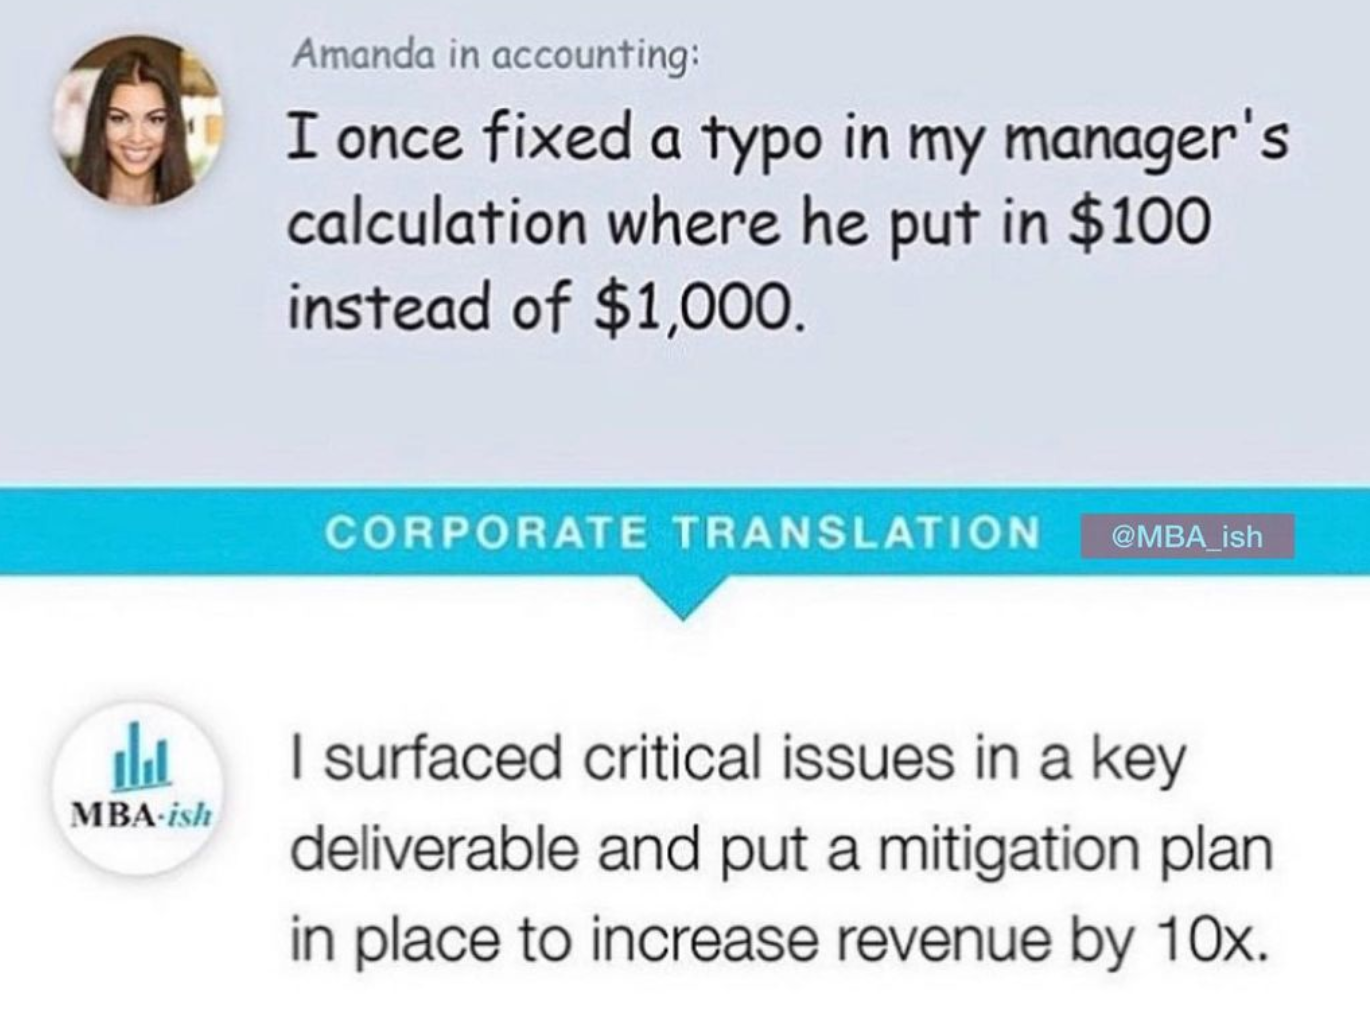 Amanda in accounting:
I once fixed a typo in my manager's
calculation where he put in $100
instead of $1,000.
CORPORATE TRANSLATION
@MBA_ish
MBA-ish
I surfaced critical issues in a key
deliverable and put a mitigation plan
in place to increase revenue by 10x.